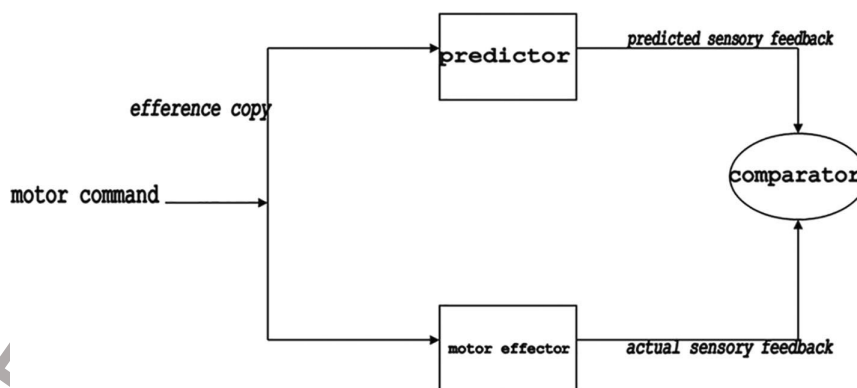 predicted sensory feedback
predictor
efference copy
comparator
motor command
motor effector
actual sensory feedback